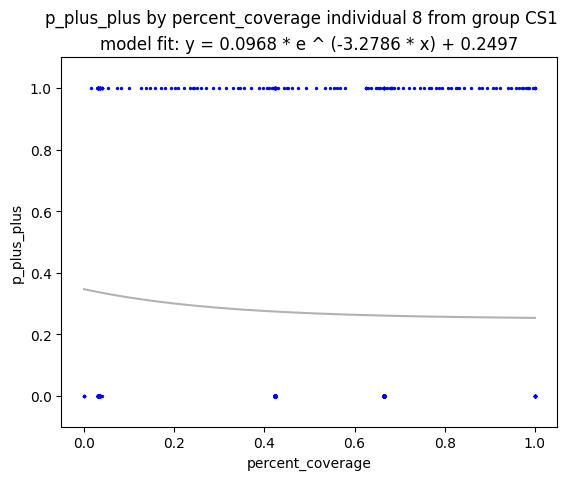 p_plus_plus by percent_coverage individual 8 from group CS1
model fit: y = 0.0968 * e ^ (-3.2786 * x) + 0.2497
1.0
0.8
0.6
0.4
0.2
0.0
p_plus_plus
0.0 0.2 0.4 0.6 0.8 1.0
percent_coverage